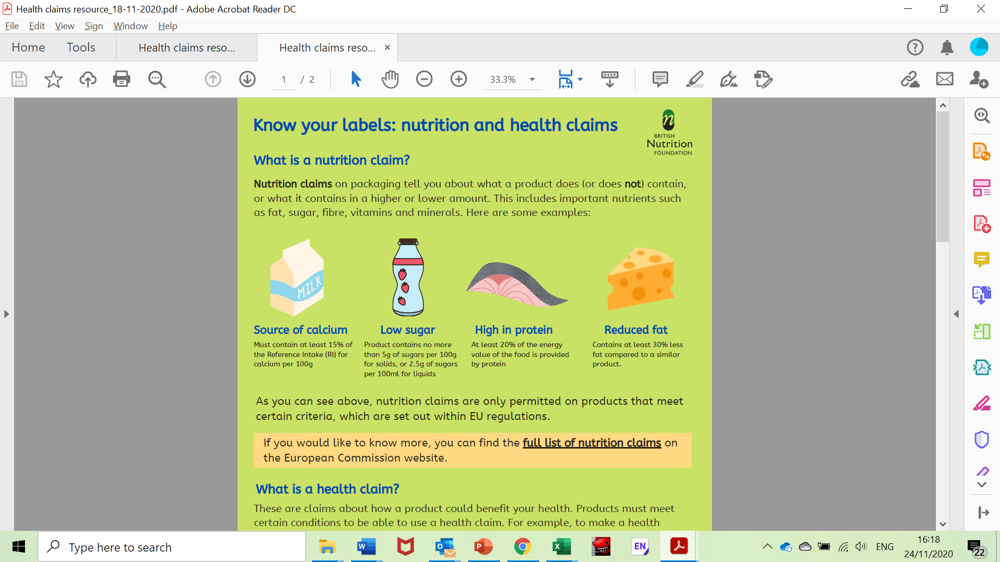 Health claims resource_18-11-2020.pdf - Adobe Acrobat Reader DC
File Edit View Sign Window Help
Home Tools Health claims reso... Health claims reso... ×
1 / 2 33.3%
Know your labels: nutrition and health claims
n
BRITISH
Nutrition
FOUNDATION
What is a nutrition claim?
Nutrition claims on packaging tell you about what a product does (or does not) contain,
or what it contains in a higher or lower amount. This includes important nutrients such
as fat, sugar, fibre, vitamins and minerals. Here are some examples:
MILK
Source of calcium
Must contain at least 15% of
the Reference Intake (RI) for
calcium per 100g
Low sugar
Product contains no more
than 5g of sugars per 100g
for solids, or 2.5g of sugars
per 100ml for liquids
High in protein
At least 20% of the energy
value of the food is provided
by protein
Reduced fat
Contains at least 30% less
fat compared to a similar
product.
As you can see above, nutrition claims are only permitted on products that meet
certain criteria, which are set out within EU regulations.
If you would like to know more, you can find the full list of nutrition claims on
the European Commission website.
What is a health claim?
These are claims about how a product could benefit your health. Products must meet
certain conditions to be able to use a health claim. For example, to make a health
Type here to search
W
O
P
X
EN
ENG
16:18
24/11/2020
22